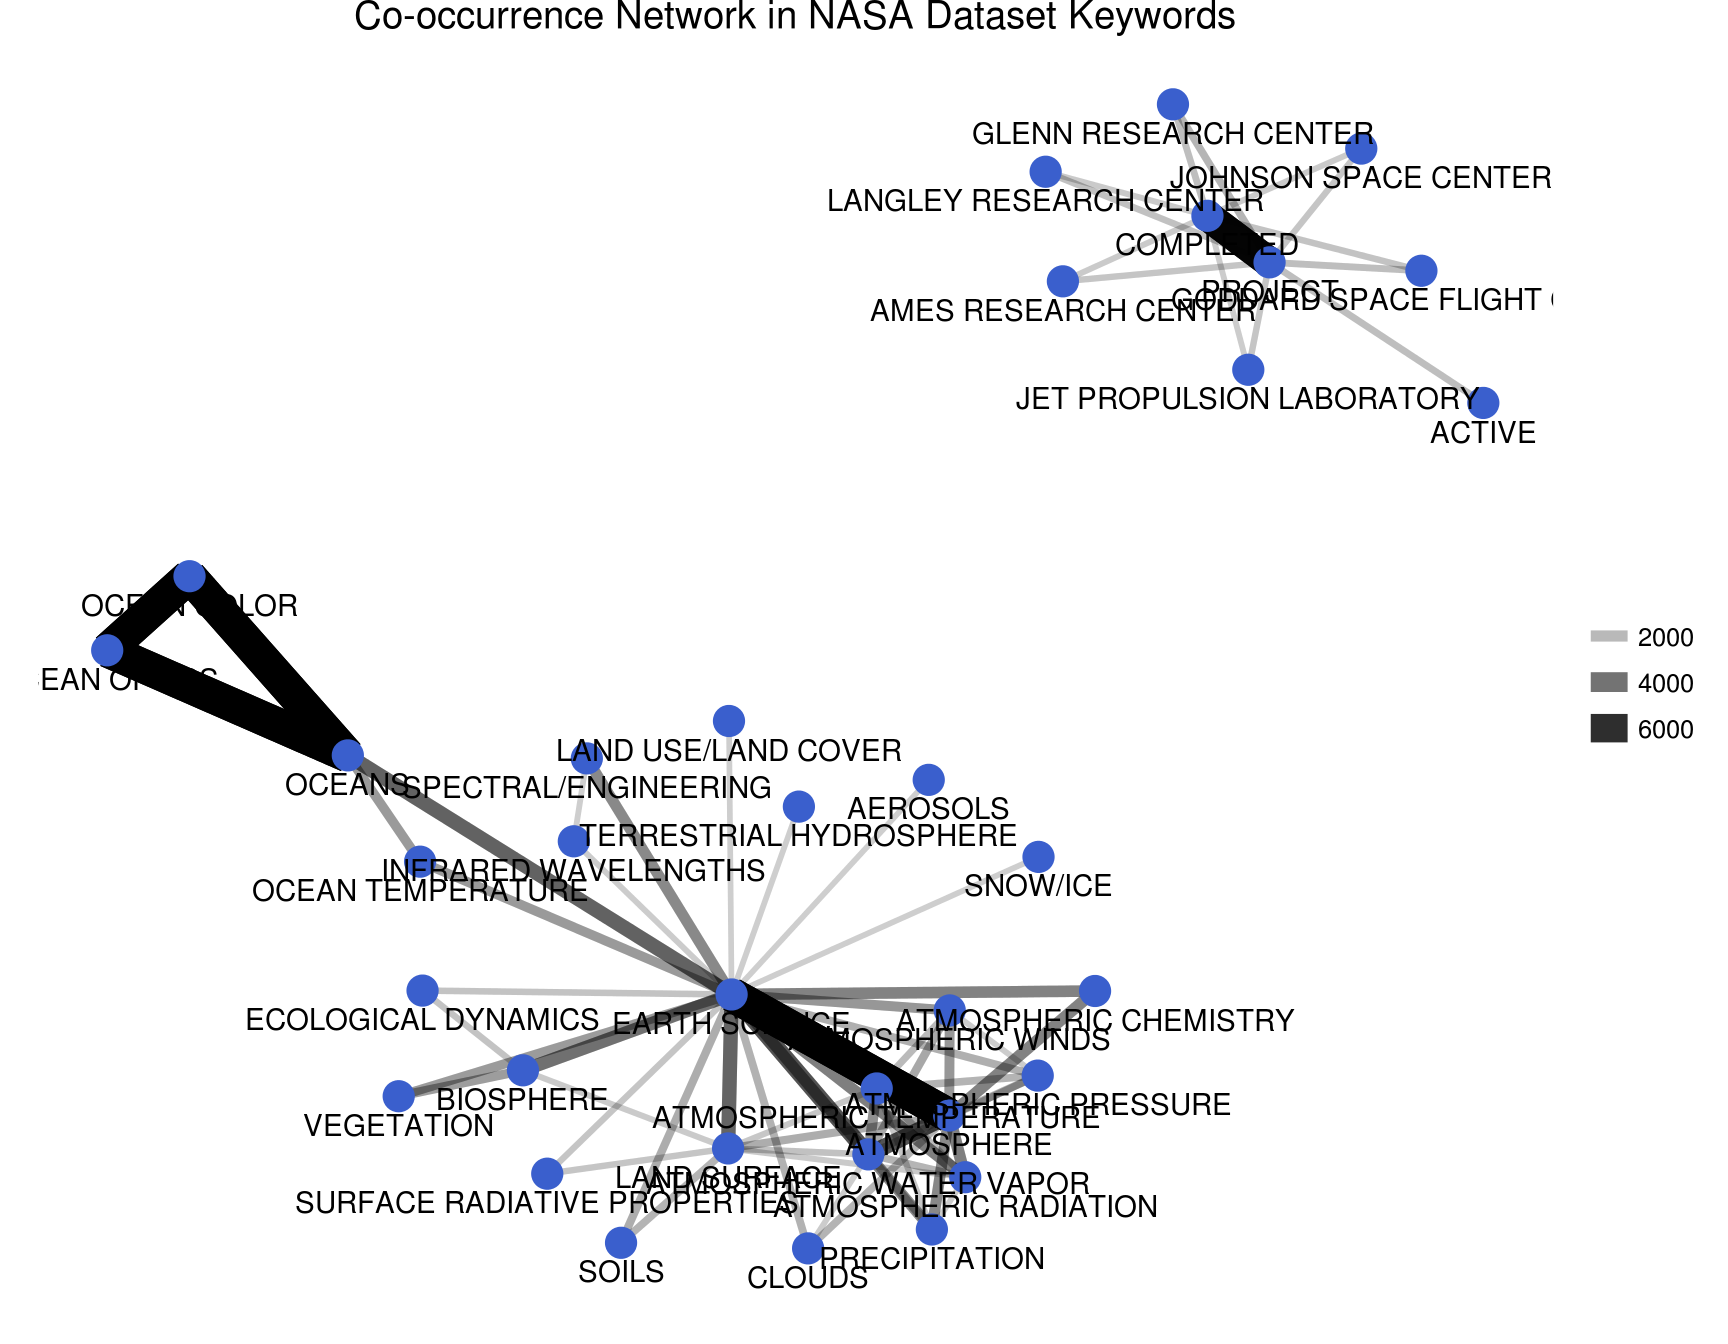 Co-occurrence Network in NASA Dataset Keywords
GLENN RESEARCH CENTER
JOHNSON SPACE CENTER
LANGLEY RESEARCH CENTER
COMPLETED
PROJECT
GODDARD SPACE FLIGHT
AMES RESEARCH CENTER
JET PROPULSION LABORATORY
ACTIVE
OCEAN COLOR
2000
4000
6000
LAND USE/LAND COVER
OCEANS
SPECTRAL/ENGINEERING
AEROSOLS
TERRESTRIAL HYDROSPHERE
INFRARED WAVELENGTHS
SNOW/ICE
OCEAN TEMPERATURE
ECOLOGICAL DYNAMICS
EARTH SCIENCE
ATMOSPHERIC CHEMISTRY
ATMOSPHERIC WINDS
BIOSPHERE
ATMOSPHERIC PRESSURE
VEGETATION
ATMOSPHERIC TEMPERATURE
ATMOSPHERE
LAND SURFACE
ATMOSPHERIC WATER VAPOR
SURFACE RADIATIVE PROPERTIES
ATMOSPHERIC RADIATION
PRECIPITATION
SOILS
CLOUDS